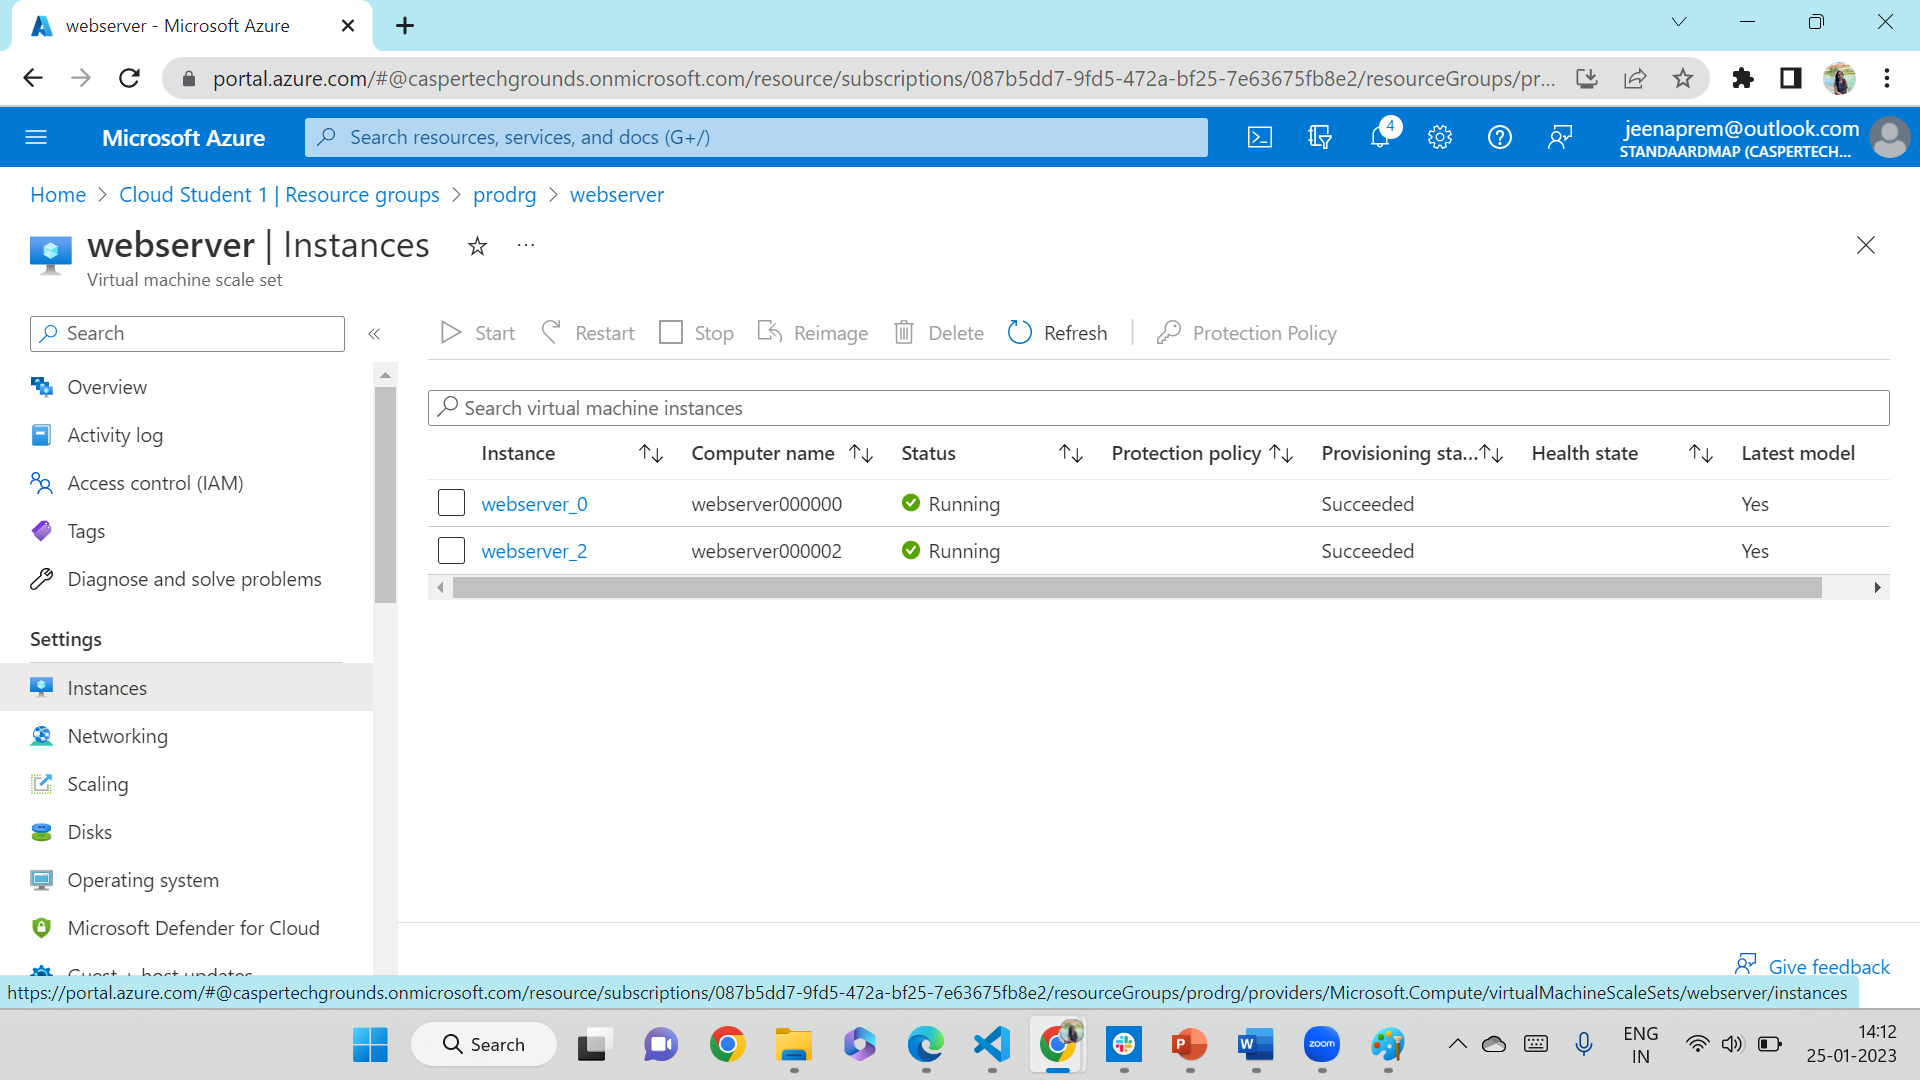 webserver - Microsoft Azure
portal.azure.com/#@caspertechgrounds.onmicrosoft.com/resource/subscriptions/087b5dd7-9fd5-472a-bf25-7e63675fb8e2/resourceGroups/pr...
Microsoft Azure
Search resources, services, and docs (G+/)
4
jeenaprem@outlook.com
STANDAARDMAP (CASPERTECH...
Home > Cloud Student 1 | Resource groups > prodrg > webserver
webserver | Instances
Virtual machine scale set
Search
Start Restart Stop Reimage Delete Refresh Protection Policy
Overview
Activity log
Access control (IAM)
Tags
Diagnose and solve problems
Settings
Instances
Networking
Scaling
Disks
Operating system
Microsoft Defender for Cloud
Guest + host updates
Search virtual machine instances
Instance Computer name Status Protection policy Provisioning sta... Health state Latest model
webserver_0 webserver000000 Running Succeeded Yes
webserver_2 webserver000002 Running Succeeded Yes
Give feedback
https://portal.azure.com/#@caspertechgrounds.onmicrosoft.com/resource/subscriptions/087b5dd7-9fd5-472a-bf25-7e63675fb8e2/resourceGroups/prodrg/providers/Microsoft.Compute/virtualMachineScaleSets/webserver/instances
Search
P
W
zoom
ENG
IN
14:12
25-01-2023